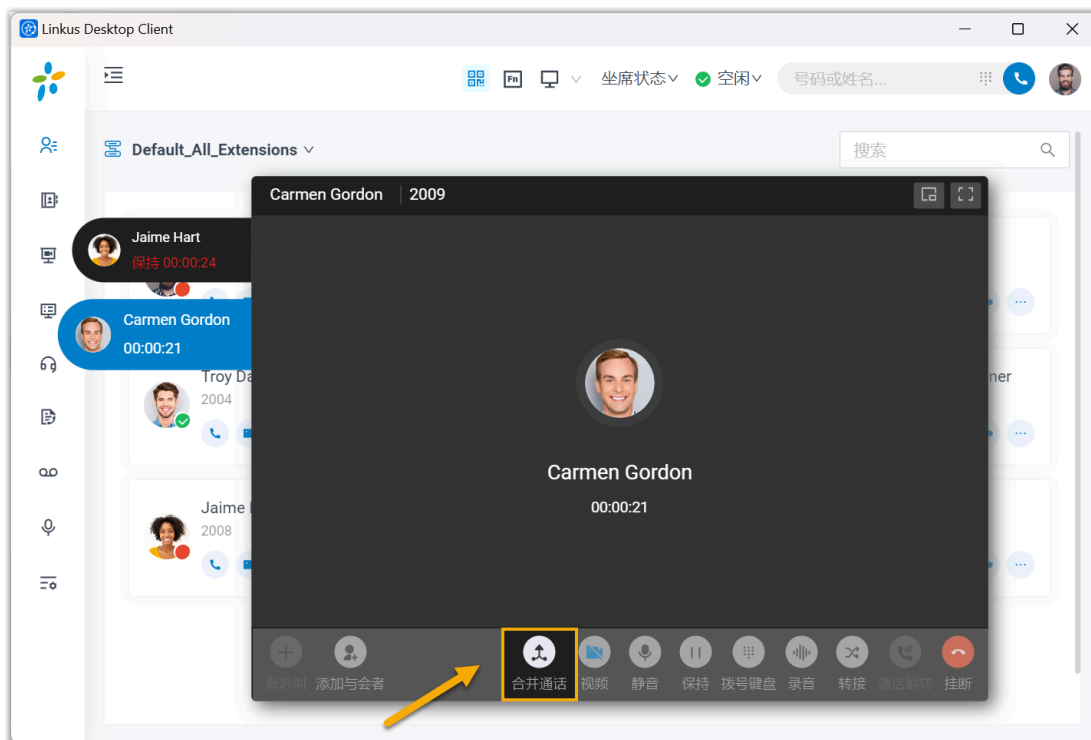 Linkus Desktop Client
Fn 坐席状态 空闲 号码或姓名...
Default_All_Extensions 搜索
Carmen Gordon 2009
Jaime Hart
保持 00:00:24
Carmen Gordon
00:00:21
Troy
2004
Jaime
2008
Carmen Gordon
00:00:21
新呼叫 添加与会者 合并通话 视频 静音 保持 拨号键盘 录音 转接 通话翻转 挂断